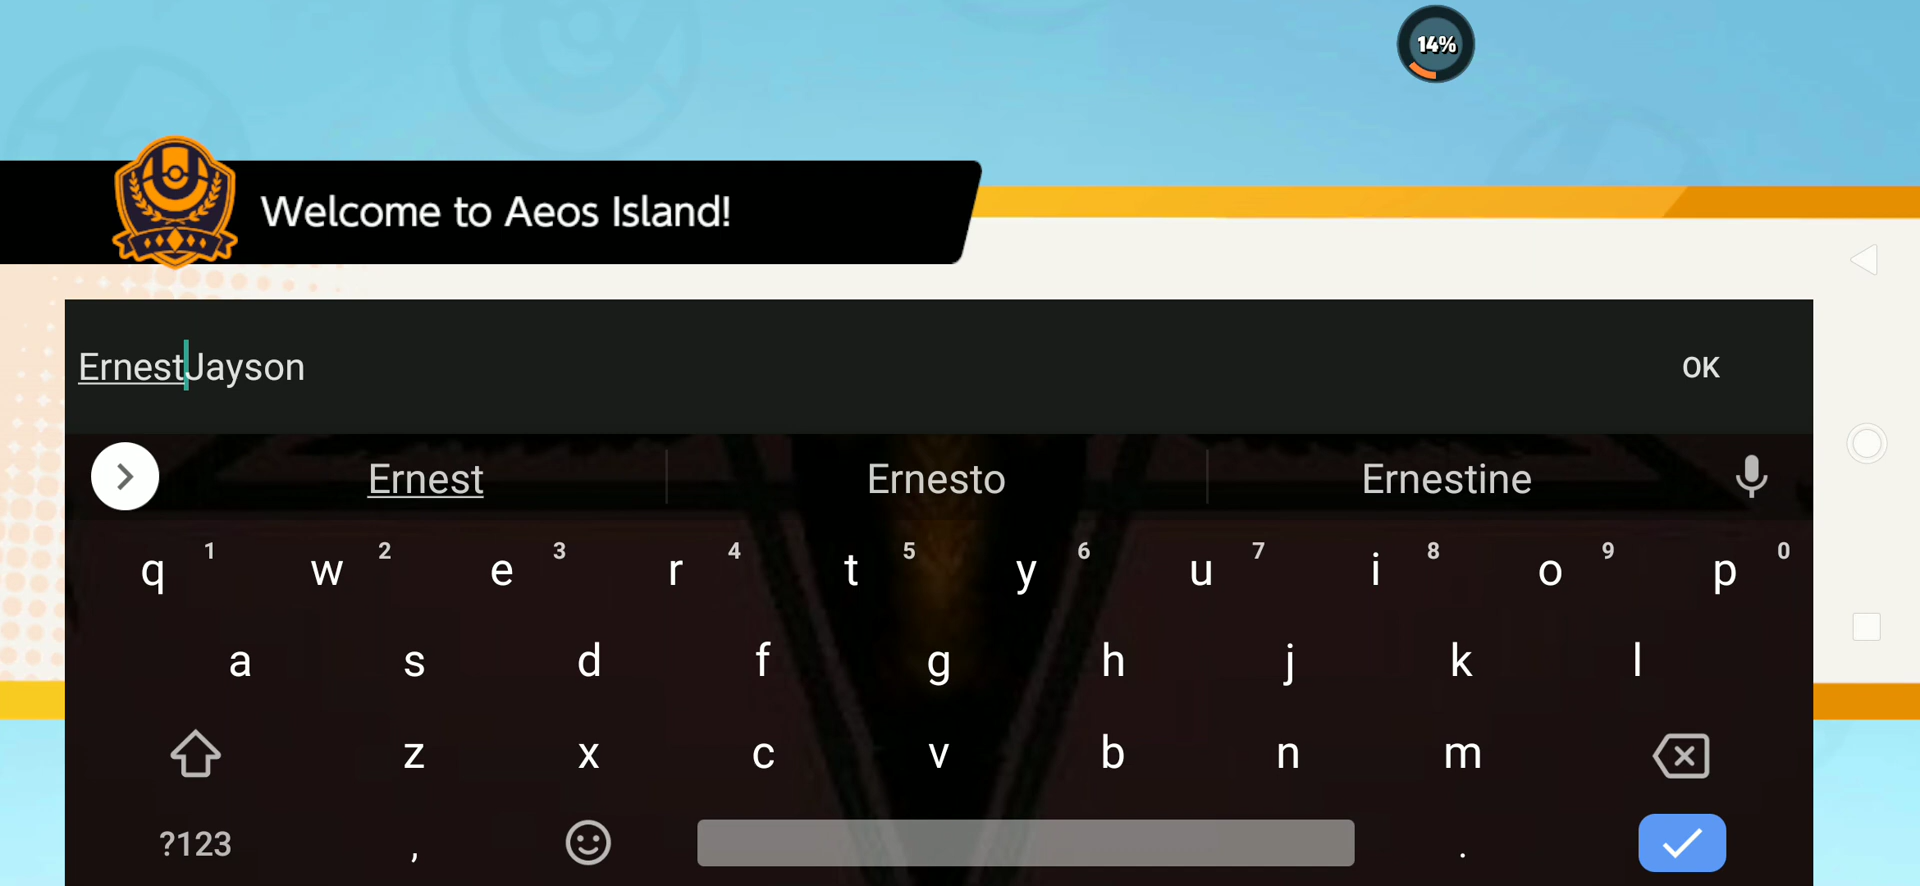 14%
Welcome to Aeos Island!
ErnestJayson OK
Ernest Ernesto Ernestine
q 1 w 2 e 3 r 4 t 5 y 6 u 7 i 8 o 9 p 0
a s d f g h j k l
z x c v b n m
?123 , .